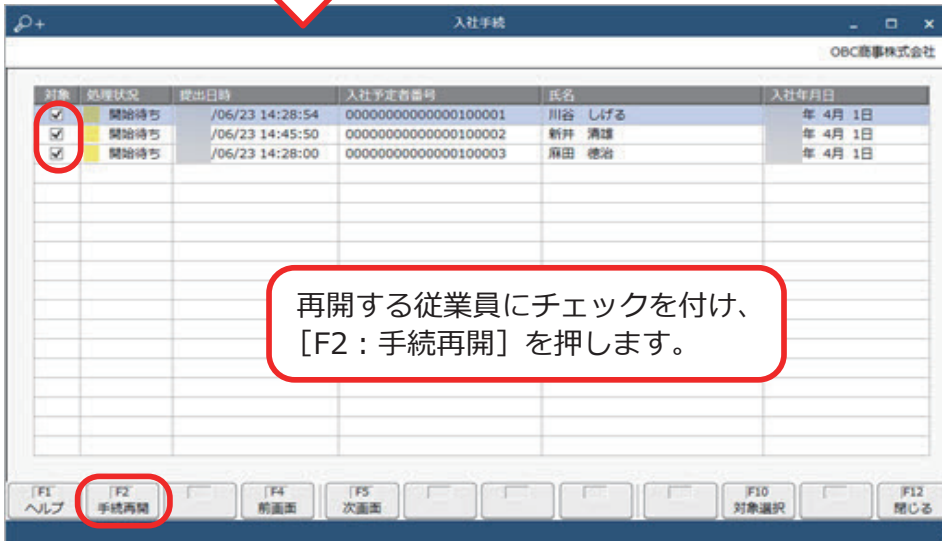 入社手続
OBC商事株式会社
対象 処理状況 提出日時 入社予定者番号 氏名 入社年月日
開始待ち /06/23 14:28:54 00000000000000100001 川谷 しげる 年 4月 1日
開始待ち /06/23 14:45:50 00000000000000100002 新井 清雄 年 4月 1日
開始待ち /06/23 14:28:00 00000000000000100003 麻田 徳治 年 4月 1日
再開する従業員にチェックを付け、
[F2:手続再開]を押します。
F1 F2 F4 F5 F10 F12
ヘルプ 手続再開 前画面 次画面 対象選択 閉じる